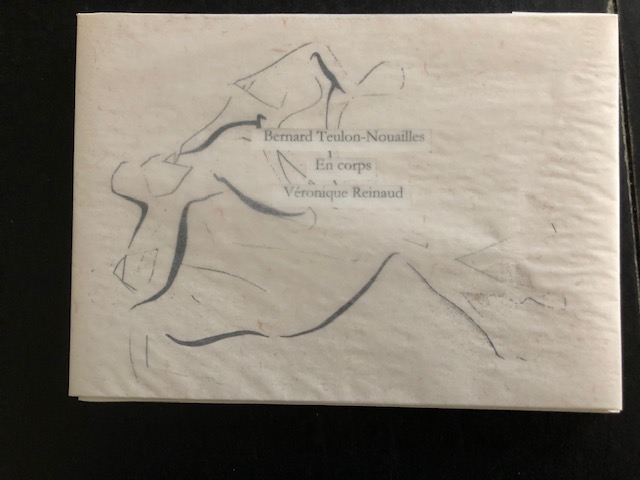 Bernard Teulon-Nouailles
En corps
Véronique Reinaud